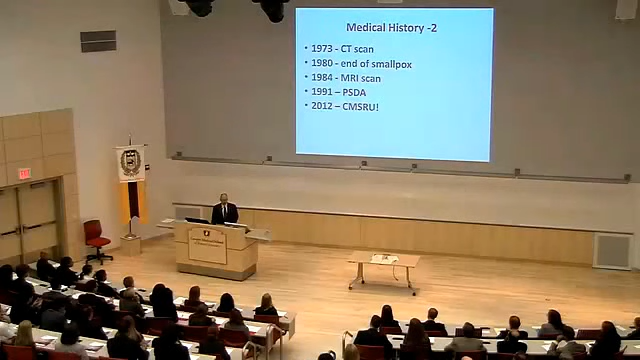 Medical History -2
• 1973 - CT scan
• 1980 - end of smallpox
• 1984 - MRI scan
• 1991 – PSDA
• 2012 – CMSRU!